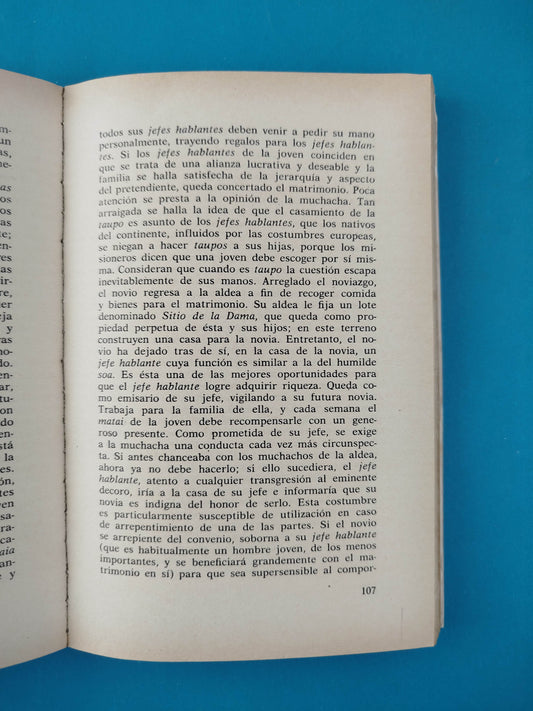 m-
un
as,
ne-
as
os
os
o,
n-
as
r-
e,
e
ja
y
s
o-
o.
n-
r,
u-
n
o
n-
tá
la
s.
n,
es
n
a-
a-
a-
aia
n-
y
todos sus jefes hablantes deben venir a pedir su mano
personalmente, trayendo regalos para los jefes hablan-
tes. Si los jefes hablantes de la joven coinciden en
que se trata de una alianza lucrativa y deseable y la
familia se halla satisfecha de la jerarquía y aspecto
del pretendiente, queda concertado el matrimonio. Poca
atención se presta a la opinión de la muchacha. Tan
arraigada se halla la idea de que el casamiento de la
taupo es asunto de los jefes hablantes, que los nativos
del continente, influidos por las costumbres europeas,
se niegan a hacer taupos a sus hijas, porque los mi-
sioneros dicen que una joven debe escoger por sí mis-
ma. Consideran que cuando es taupo la cuestión escapa
inevitablemente de sus manos. Arreglado el noviazgo,
el novio regresa a la aldea a fin de recoger comida
y bienes para el matrimonio. Su aldea le fija un lote
denominado Sitio de la Dama, que queda como pro-
piedad perpetua de ésta y sus hijos; en este terreno
construyen una casa para la novia. Entretanto, el no-
vio ha dejado tras de sí, en la casa de la novia, un
jefe hablante cuya función es similar a la del humilde
soa. Es ésta una de las mejores oportunidades para
que el jefe hablante logre adquirir riqueza. Queda co-
mo emisario de su jefe, vigilando a su futura novia.
Trabaja para la familia de ella, y cada semana el
matai de la joven debe recompensarle con un gene-
roso presente. Como prometida de su jefe, se exige
a la muchacha una conducta cada vez más circunspec-
ta. Si antes chanceaba con los muchachos de la aldea,
ahora ya no debe hacerlo; si ello sucediera, el jefe
hablante, atento a cualquier transgresión al eminente
decoro, iría a la casa de su jefe e informaría que su
novia es indigna del honor de serlo. Esta costumbre
es particularmente susceptible de utilización en caso
de arrepentimiento de una de las partes. Si el novio
se arrepiente del convenio, soborna a su jefe hablante
(que es habitualmente un hombre joven, de los menos
importantes, y se beneficiará grandemente con el ma-
trimonio en sí) para que sea supersensible al compor-
107